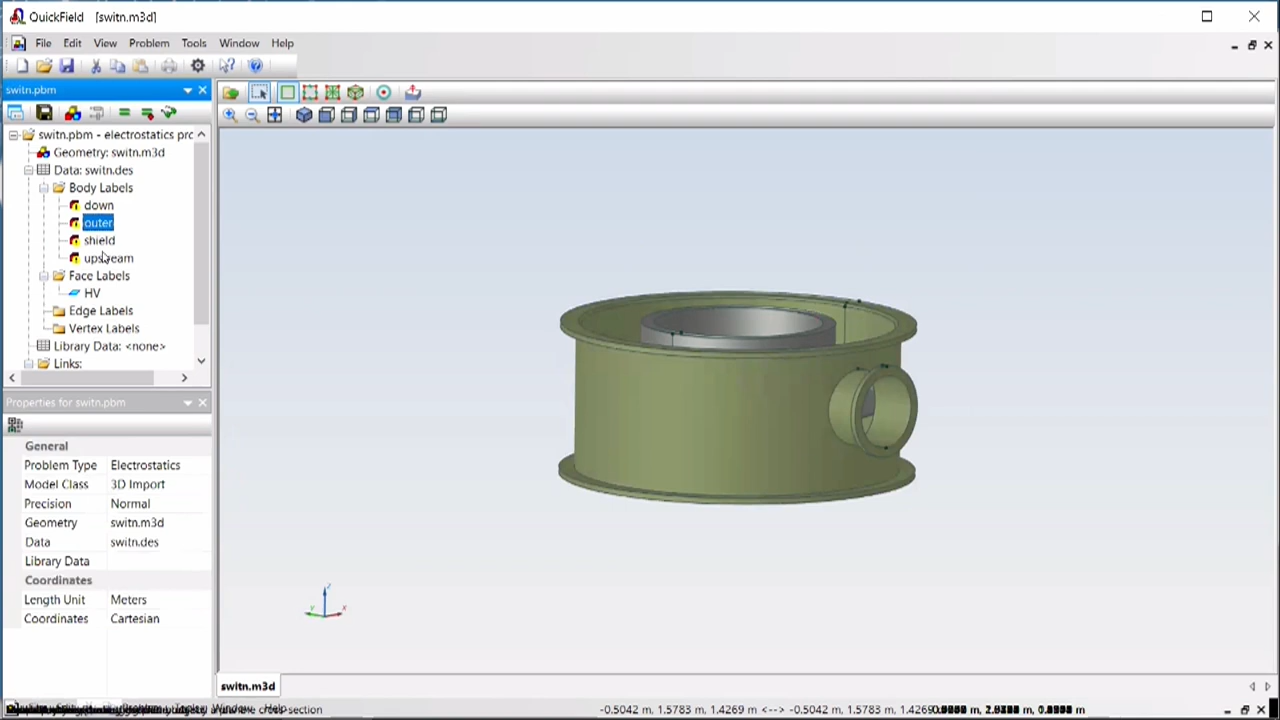 QuickField [switn.m3d]
File Edit View Problem Tools Window Help
switn.pbm
switn.pbm - electrostatics prc
Geometry: switn.m3d
Data: switn.des
Body Labels
down
outer
shield
upstream
Face Labels
HV
Edge Labels
Vertex Labels
Library Data: <none>
Links:
Properties for switn.pbm
General
Problem Type Electrostatics
Model Class 3D Import
Precision Normal
Geometry switn.m3d
Data switn.des
Library Data
Coordinates
Length Unit Meters
Coordinates Cartesian
z
y
x
switn.m3d
Window Help
-0.5042 m, 1.5783 m, 1.4269 m <--> -0.5042 m, 1.5783 m,